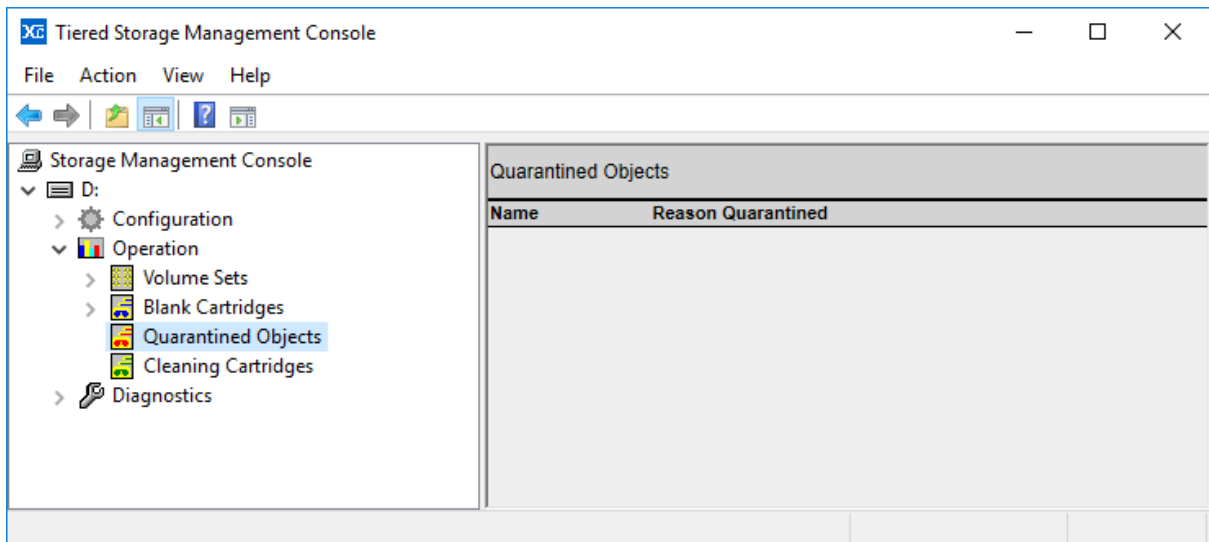 XC Tiered Storage Management Console
File Action View Help
Storage Management Console
D:
Configuration
Operation
Volume Sets
Blank Cartridges
Quarantined Objects
Cleaning Cartridges
Diagnostics
Quarantined Objects
Name Reason Quarantined